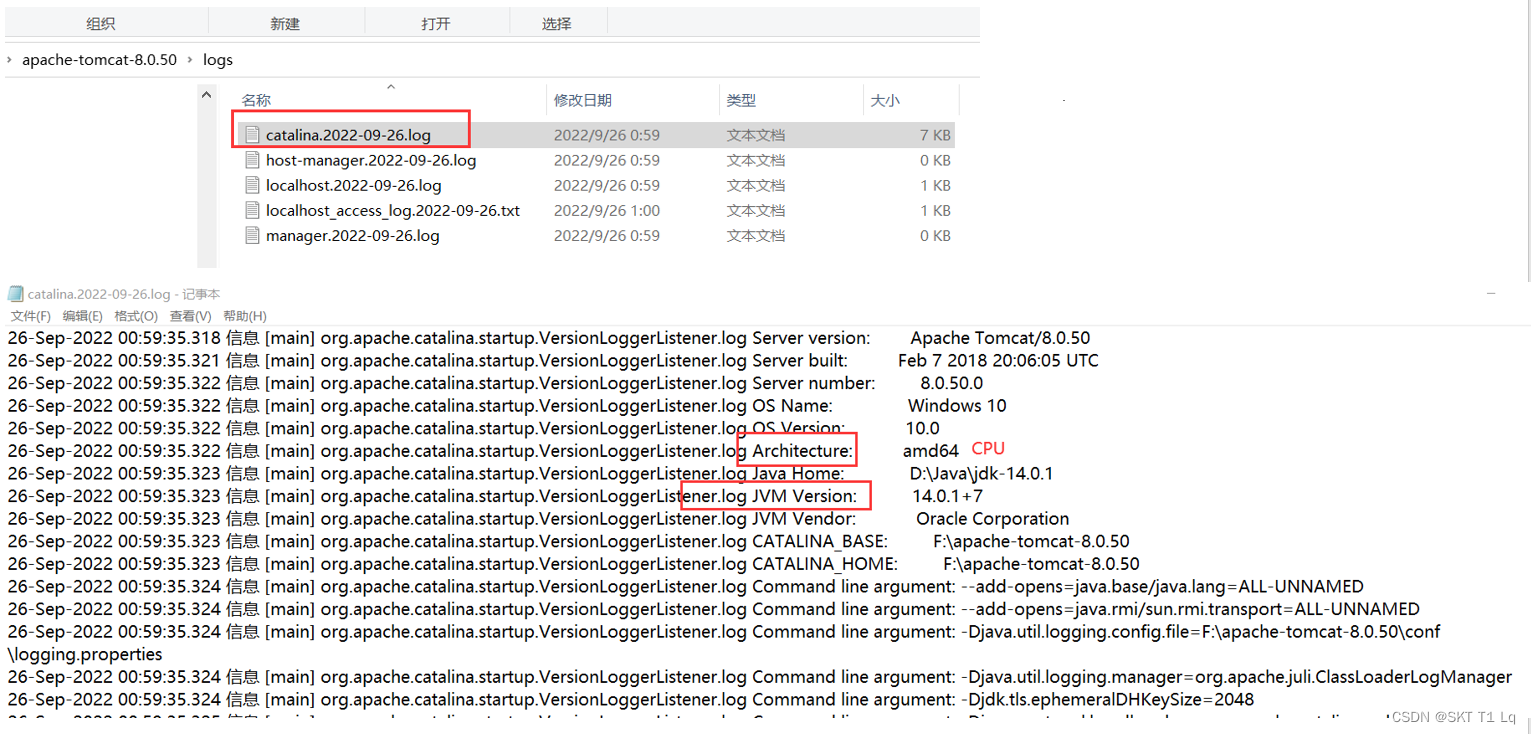 组织 新建 打开 选择
› apache-tomcat-8.0.50 › logs
名称 修改日期 类型 大小
catalina.2022-09-26.log 2022/9/26 0:59 文本文档 7 KB
host-manager.2022-09-26.log 2022/9/26 0:59 文本文档 0 KB
localhost.2022-09-26.log 2022/9/26 0:59 文本文档 1 KB
localhost_access_log.2022-09-26.txt 2022/9/26 1:00 文本文档 1 KB
manager.2022-09-26.log 2022/9/26 0:59 文本文档 0 KB
catalina.2022-09-26.log - 记事本
文件(F) 编辑(E) 格式(O) 查看(V) 帮助(H)
26-Sep-2022 00:59:35.318 信息 [main] org.apache.catalina.startup.VersionLoggerListener.log Server version: Apache Tomcat/8.0.50
26-Sep-2022 00:59:35.321 信息 [main] org.apache.catalina.startup.VersionLoggerListener.log Server built: Feb 7 2018 20:06:05 UTC
26-Sep-2022 00:59:35.322 信息 [main] org.apache.catalina.startup.VersionLoggerListener.log Server number: 8.0.50.0
26-Sep-2022 00:59:35.322 信息 [main] org.apache.catalina.startup.VersionLoggerListener.log OS Name: Windows 10
26-Sep-2022 00:59:35.322 信息 [main] org.apache.catalina.startup.VersionLoggerListener.log OS Version: 10.0
26-Sep-2022 00:59:35.322 信息 [main] org.apache.catalina.startup.VersionLoggerListener.log Architecture: amd64 CPU
26-Sep-2022 00:59:35.323 信息 [main] org.apache.catalina.startup.VersionLoggerListener.log Java Home: D:\Java\jdk-14.0.1
26-Sep-2022 00:59:35.323 信息 [main] org.apache.catalina.startup.VersionLoggerListener.log JVM Version: 14.0.1+7
26-Sep-2022 00:59:35.323 信息 [main] org.apache.catalina.startup.VersionLoggerListener.log JVM Vendor: Oracle Corporation
26-Sep-2022 00:59:35.323 信息 [main] org.apache.catalina.startup.VersionLoggerListener.log CATALINA_BASE: F:\apache-tomcat-8.0.50
26-Sep-2022 00:59:35.323 信息 [main] org.apache.catalina.startup.VersionLoggerListener.log CATALINA_HOME: F:\apache-tomcat-8.0.50
26-Sep-2022 00:59:35.324 信息 [main] org.apache.catalina.startup.VersionLoggerListener.log Command line argument: --add-opens=java.base/java.lang=ALL-UNNAMED
26-Sep-2022 00:59:35.324 信息 [main] org.apache.catalina.startup.VersionLoggerListener.log Command line argument: --add-opens=java.rmi/sun.rmi.transport=ALL-UNNAMED
26-Sep-2022 00:59:35.324 信息 [main] org.apache.catalina.startup.VersionLoggerListener.log Command line argument: -Djava.util.logging.config.file=F:\apache-tomcat-8.0.50\conf
\logging.properties
26-Sep-2022 00:59:35.324 信息 [main] org.apache.catalina.startup.VersionLoggerListener.log Command line argument: -Djava.util.logging.manager=org.apache.juli.ClassLoaderLogManager
26-Sep-2022 00:59:35.324 信息 [main] org.apache.catalina.startup.VersionLoggerListener.log Command line argument: -Djdk.tls.ephemeralDHKeySize=2048
CSDN @SKT T1 Lq